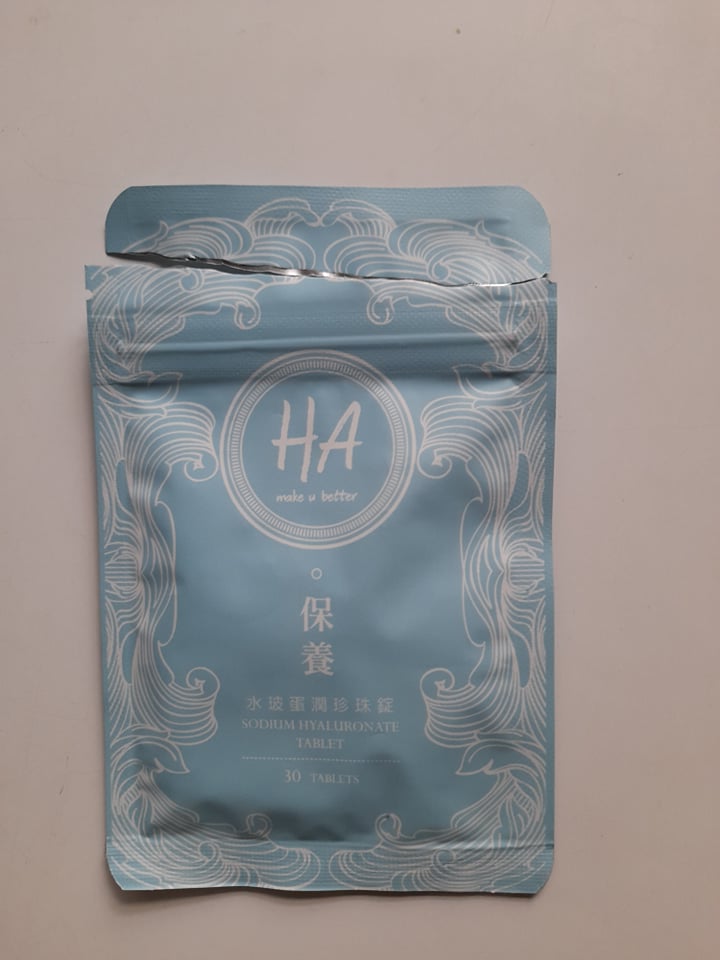 HA
make u better
保養
水玻蛋潤珍珠錠
SODIUM HYALURONATE
TABLET
30 TABLETS